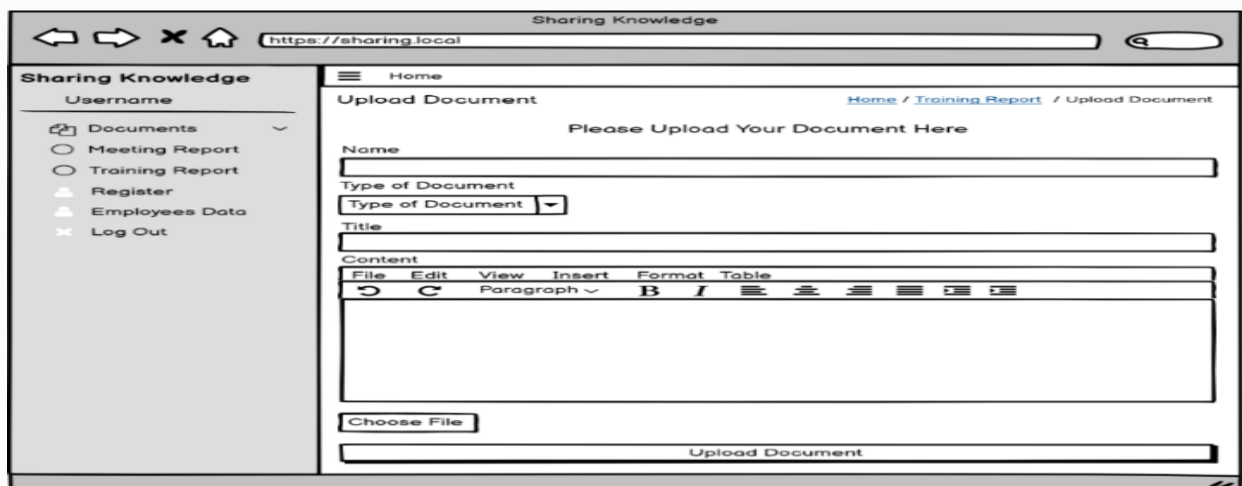 Sharing Knowledge
https://sharing.local
Sharing Knowledge
Username
Documents
Meeting Report
Training Report
Register
Employees Data
Log Out
Home
Upload Document
Home / Training Report / Upload Document
Please Upload Your Document Here
Name
Type of Document
Type of Document
Title
Content
File Edit View Insert Format Table
Paragraph B I
Choose File
Upload Document